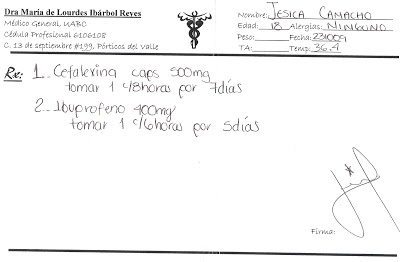 Dra María de Lourdes Ibárbol Reyes
Médico General UABC
Cédula Profesional 6106108
C. 13 de septiembre #199, Pórticos del Valle
Nombre: Jesica Camacho
Edad: 18 Alergias: Ninguno
Peso: Fecha: 231009
TA: Temp: 36.4
Rx: 1. Cefalexina caps 500mg
tomar 1 c/8horas por 7días
2. Ibuprofeno 400mg
tomar 1 c/6horas por 5días
Firma: